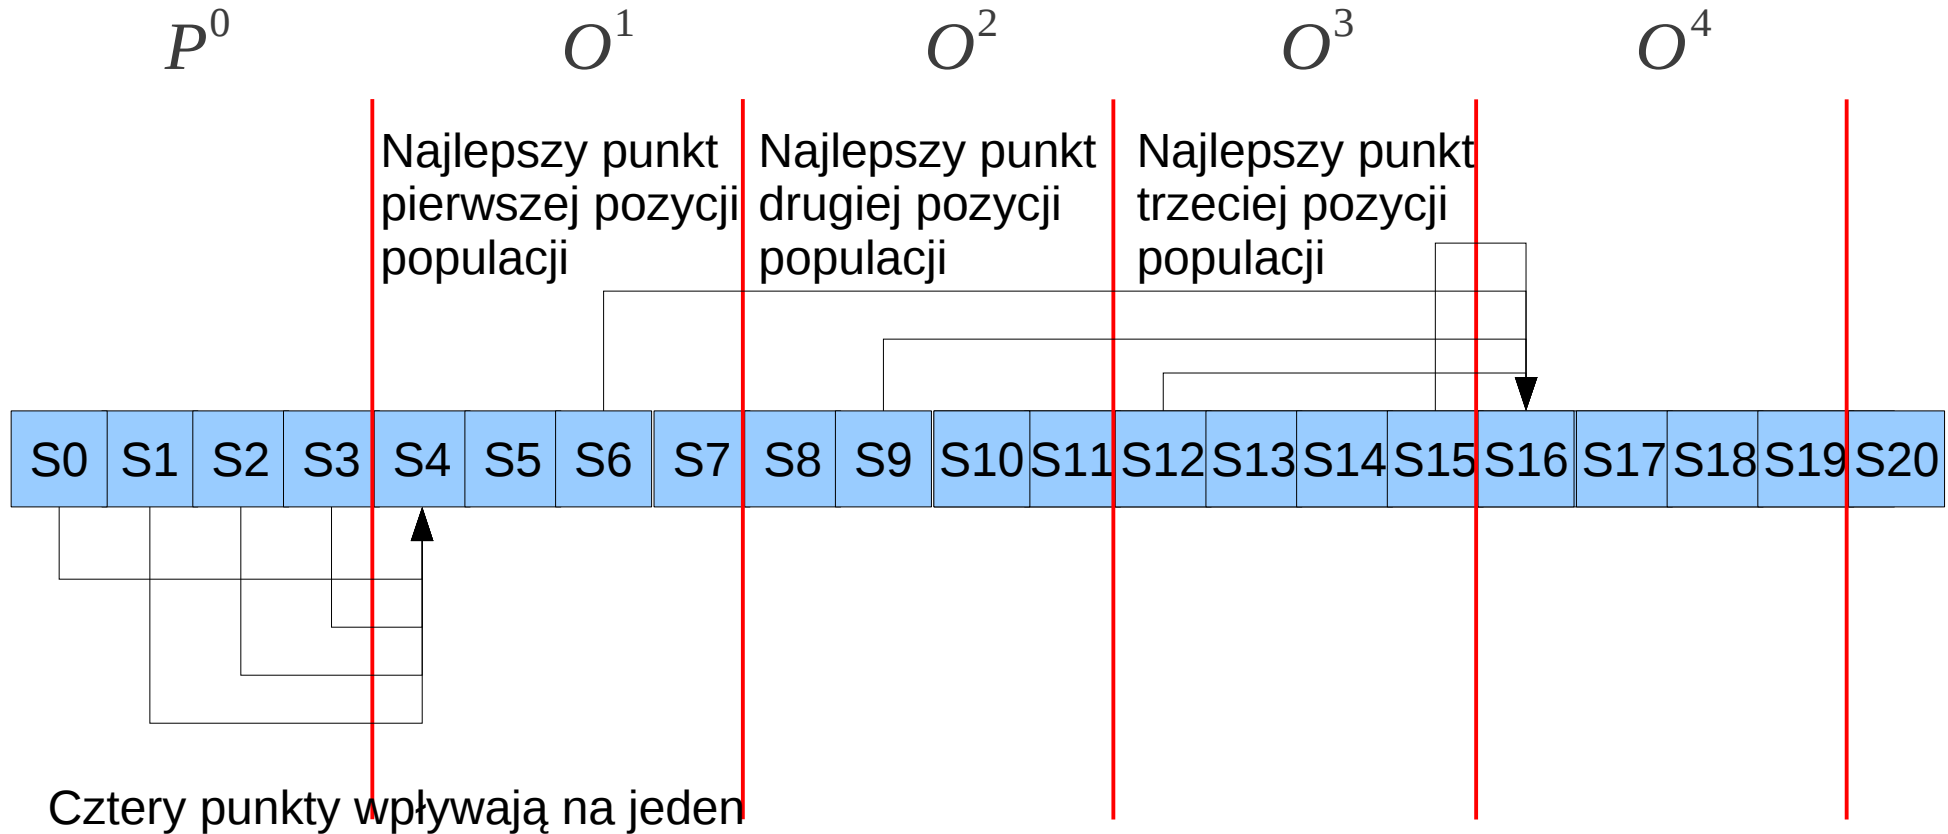 P⁰ O¹ O² O³ O⁴
Najlepszy punkt
pierwszej pozycji
populacji
Najlepszy punkt
drugiej pozycji
populacji
Najlepszy punkt
trzeciej pozycji
populacji
S0 S1 S2 S3 S4 S5 S6 S7 S8 S9 S10 S11 S12 S13 S14 S15 S16 S17 S18 S19 S20
Cztery punkty wpływają na jeden